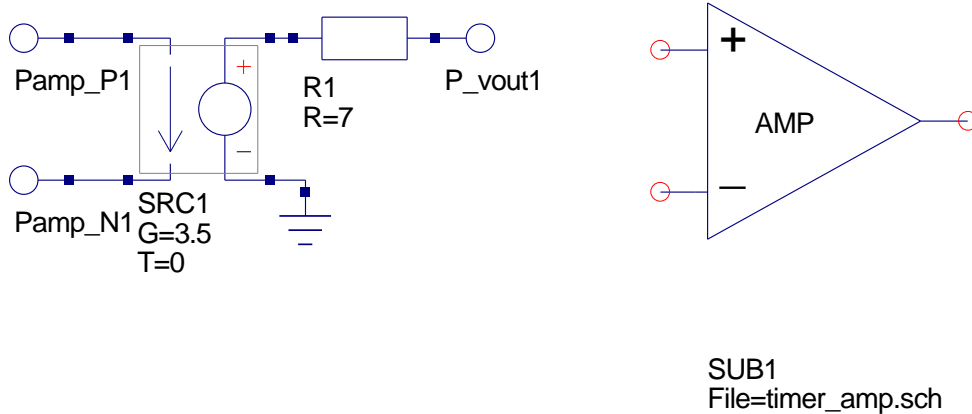 Pamp_P1
Pamp_N1
SRC1
G=3.5
T=0
+
−
R1
R=7
P_vout1
+
AMP
−
SUB1
File=timer_amp.sch